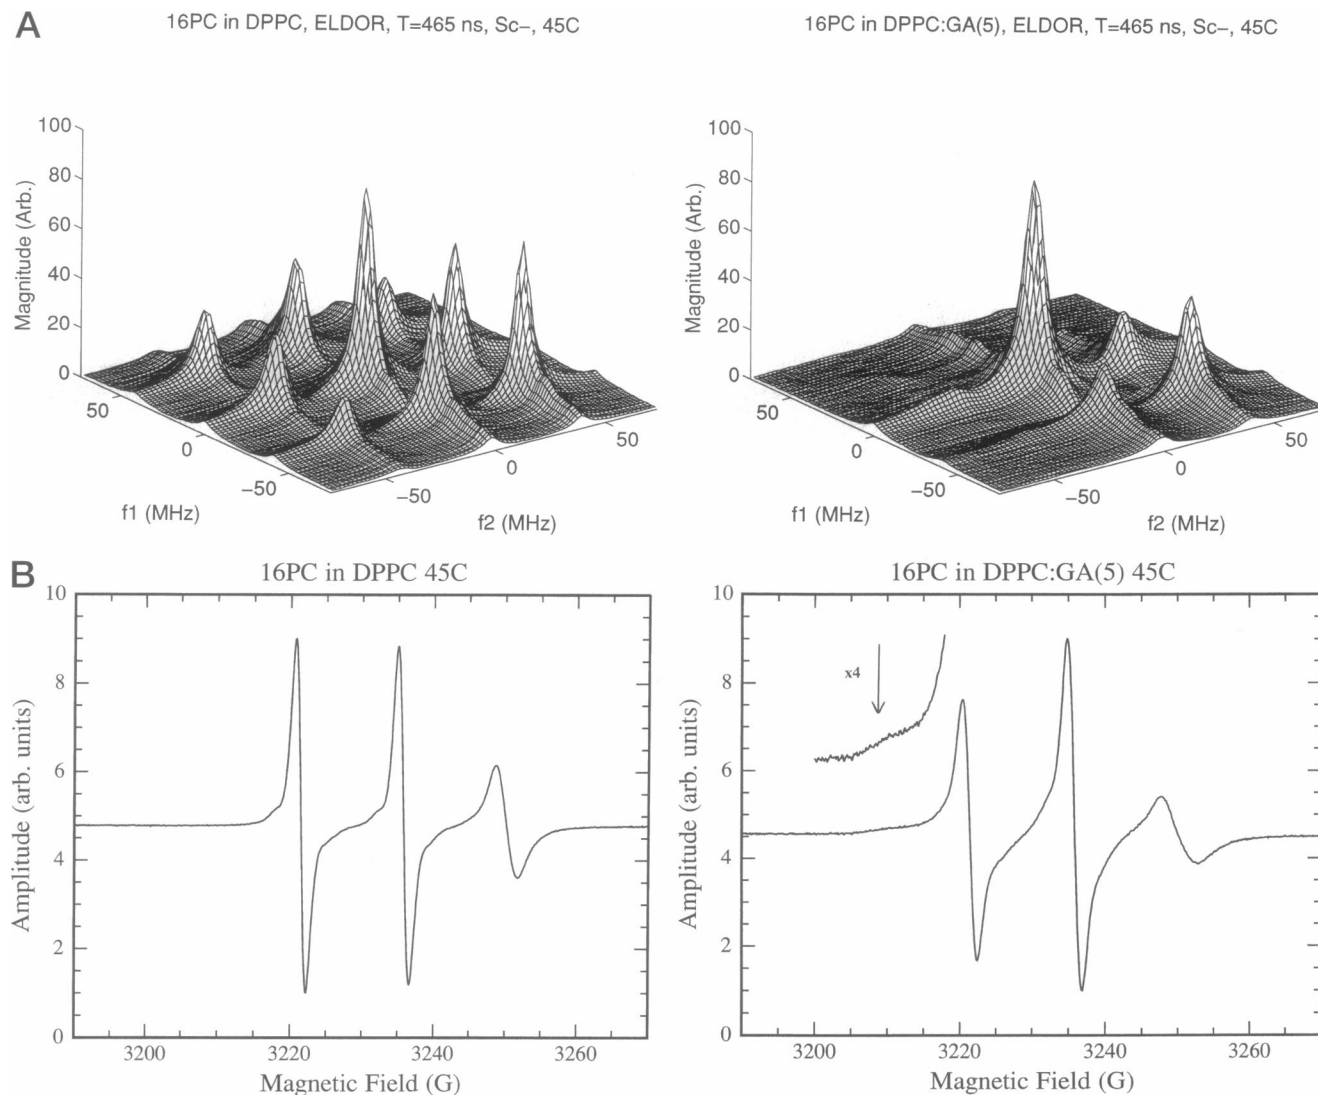 A
16PC in DPPC, ELDOR, T=465 ns, Sc−, 45C
16PC in DPPC:GA(5), ELDOR, T=465 ns, Sc−, 45C
100
80
60
40
20
0
Magnitude (Arb.)
50
0
−50
f1 (MHz)
−50
0
50
f2 (MHz)
100
80
60
40
20
0
Magnitude (Arb.)
50
0
−50
f1 (MHz)
−50
0
50
f2 (MHz)
B
16PC in DPPC 45C
10
8
6
4
2
0
Amplitude (arb. units)
3200
3220
3240
3260
Magnetic Field (G)
16PC in DPPC:GA(5) 45C
x4
10
8
6
4
2
0
Amplitude (arb. units)
3200
3220
3240
3260
Magnetic Field (G)